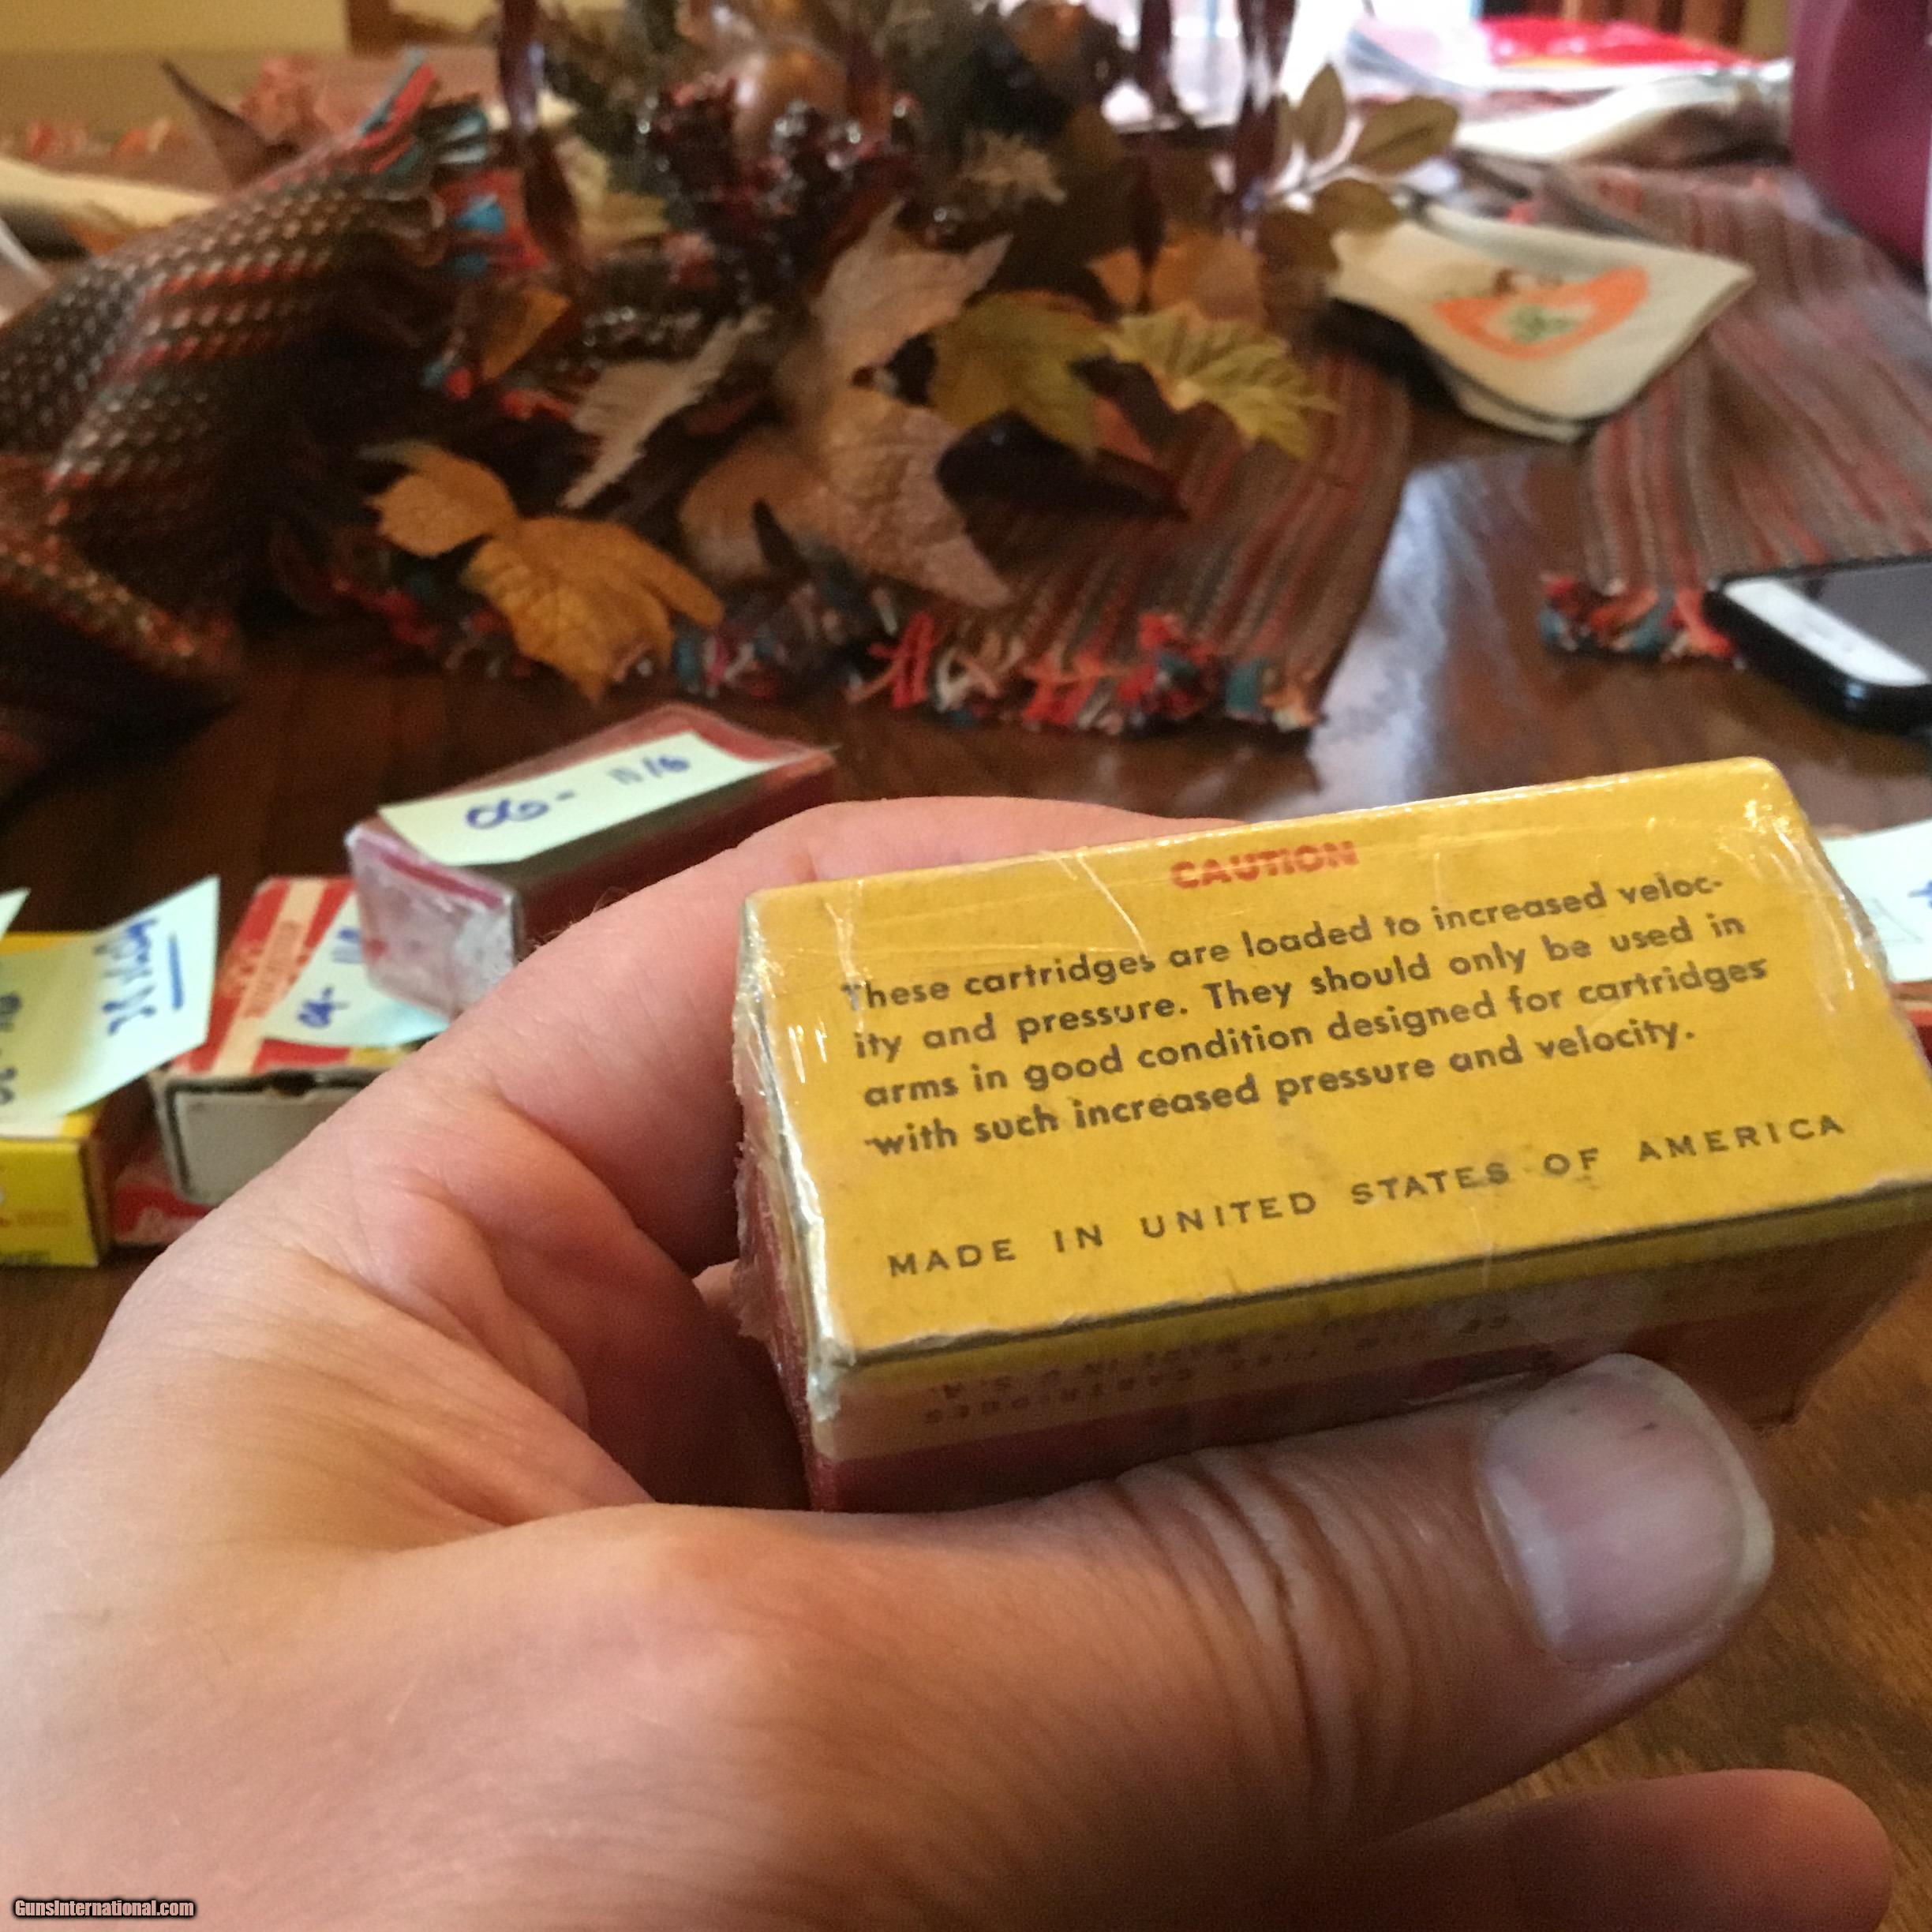 CAUTION
These cartridges are loaded to increased veloc-
ity and pressure. They should only be used in
arms in good condition designed for cartridges
with such increased pressure and velocity.
MADE IN UNITED STATES OF AMERICA
CARTRIDGES
GunsInternational.com